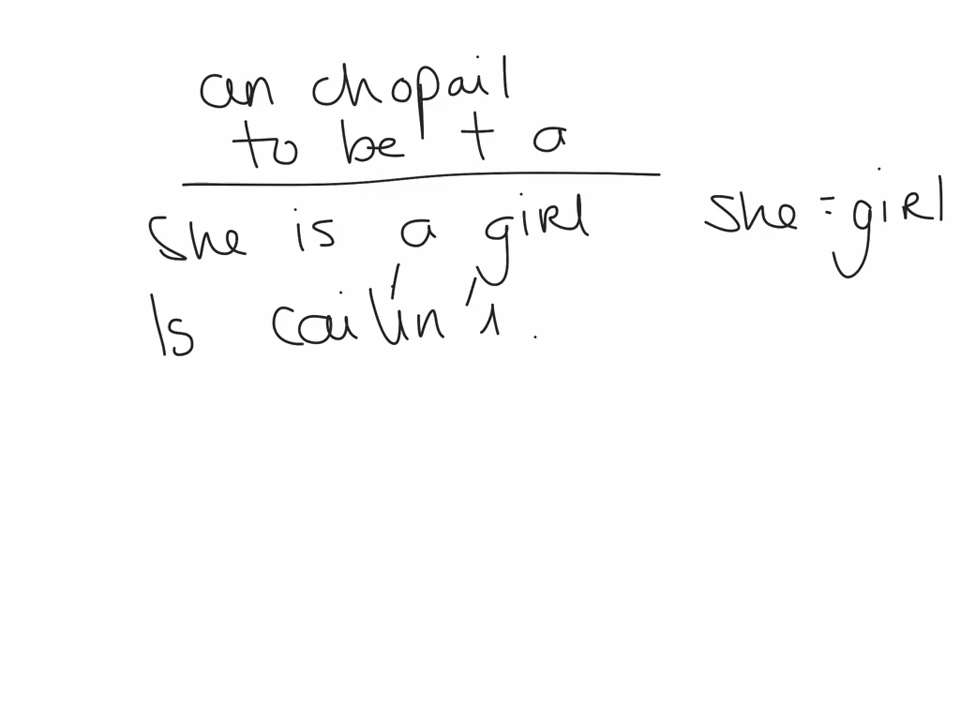 an chopail
to be + a
She is a girl
She = girl
Is cailín í.